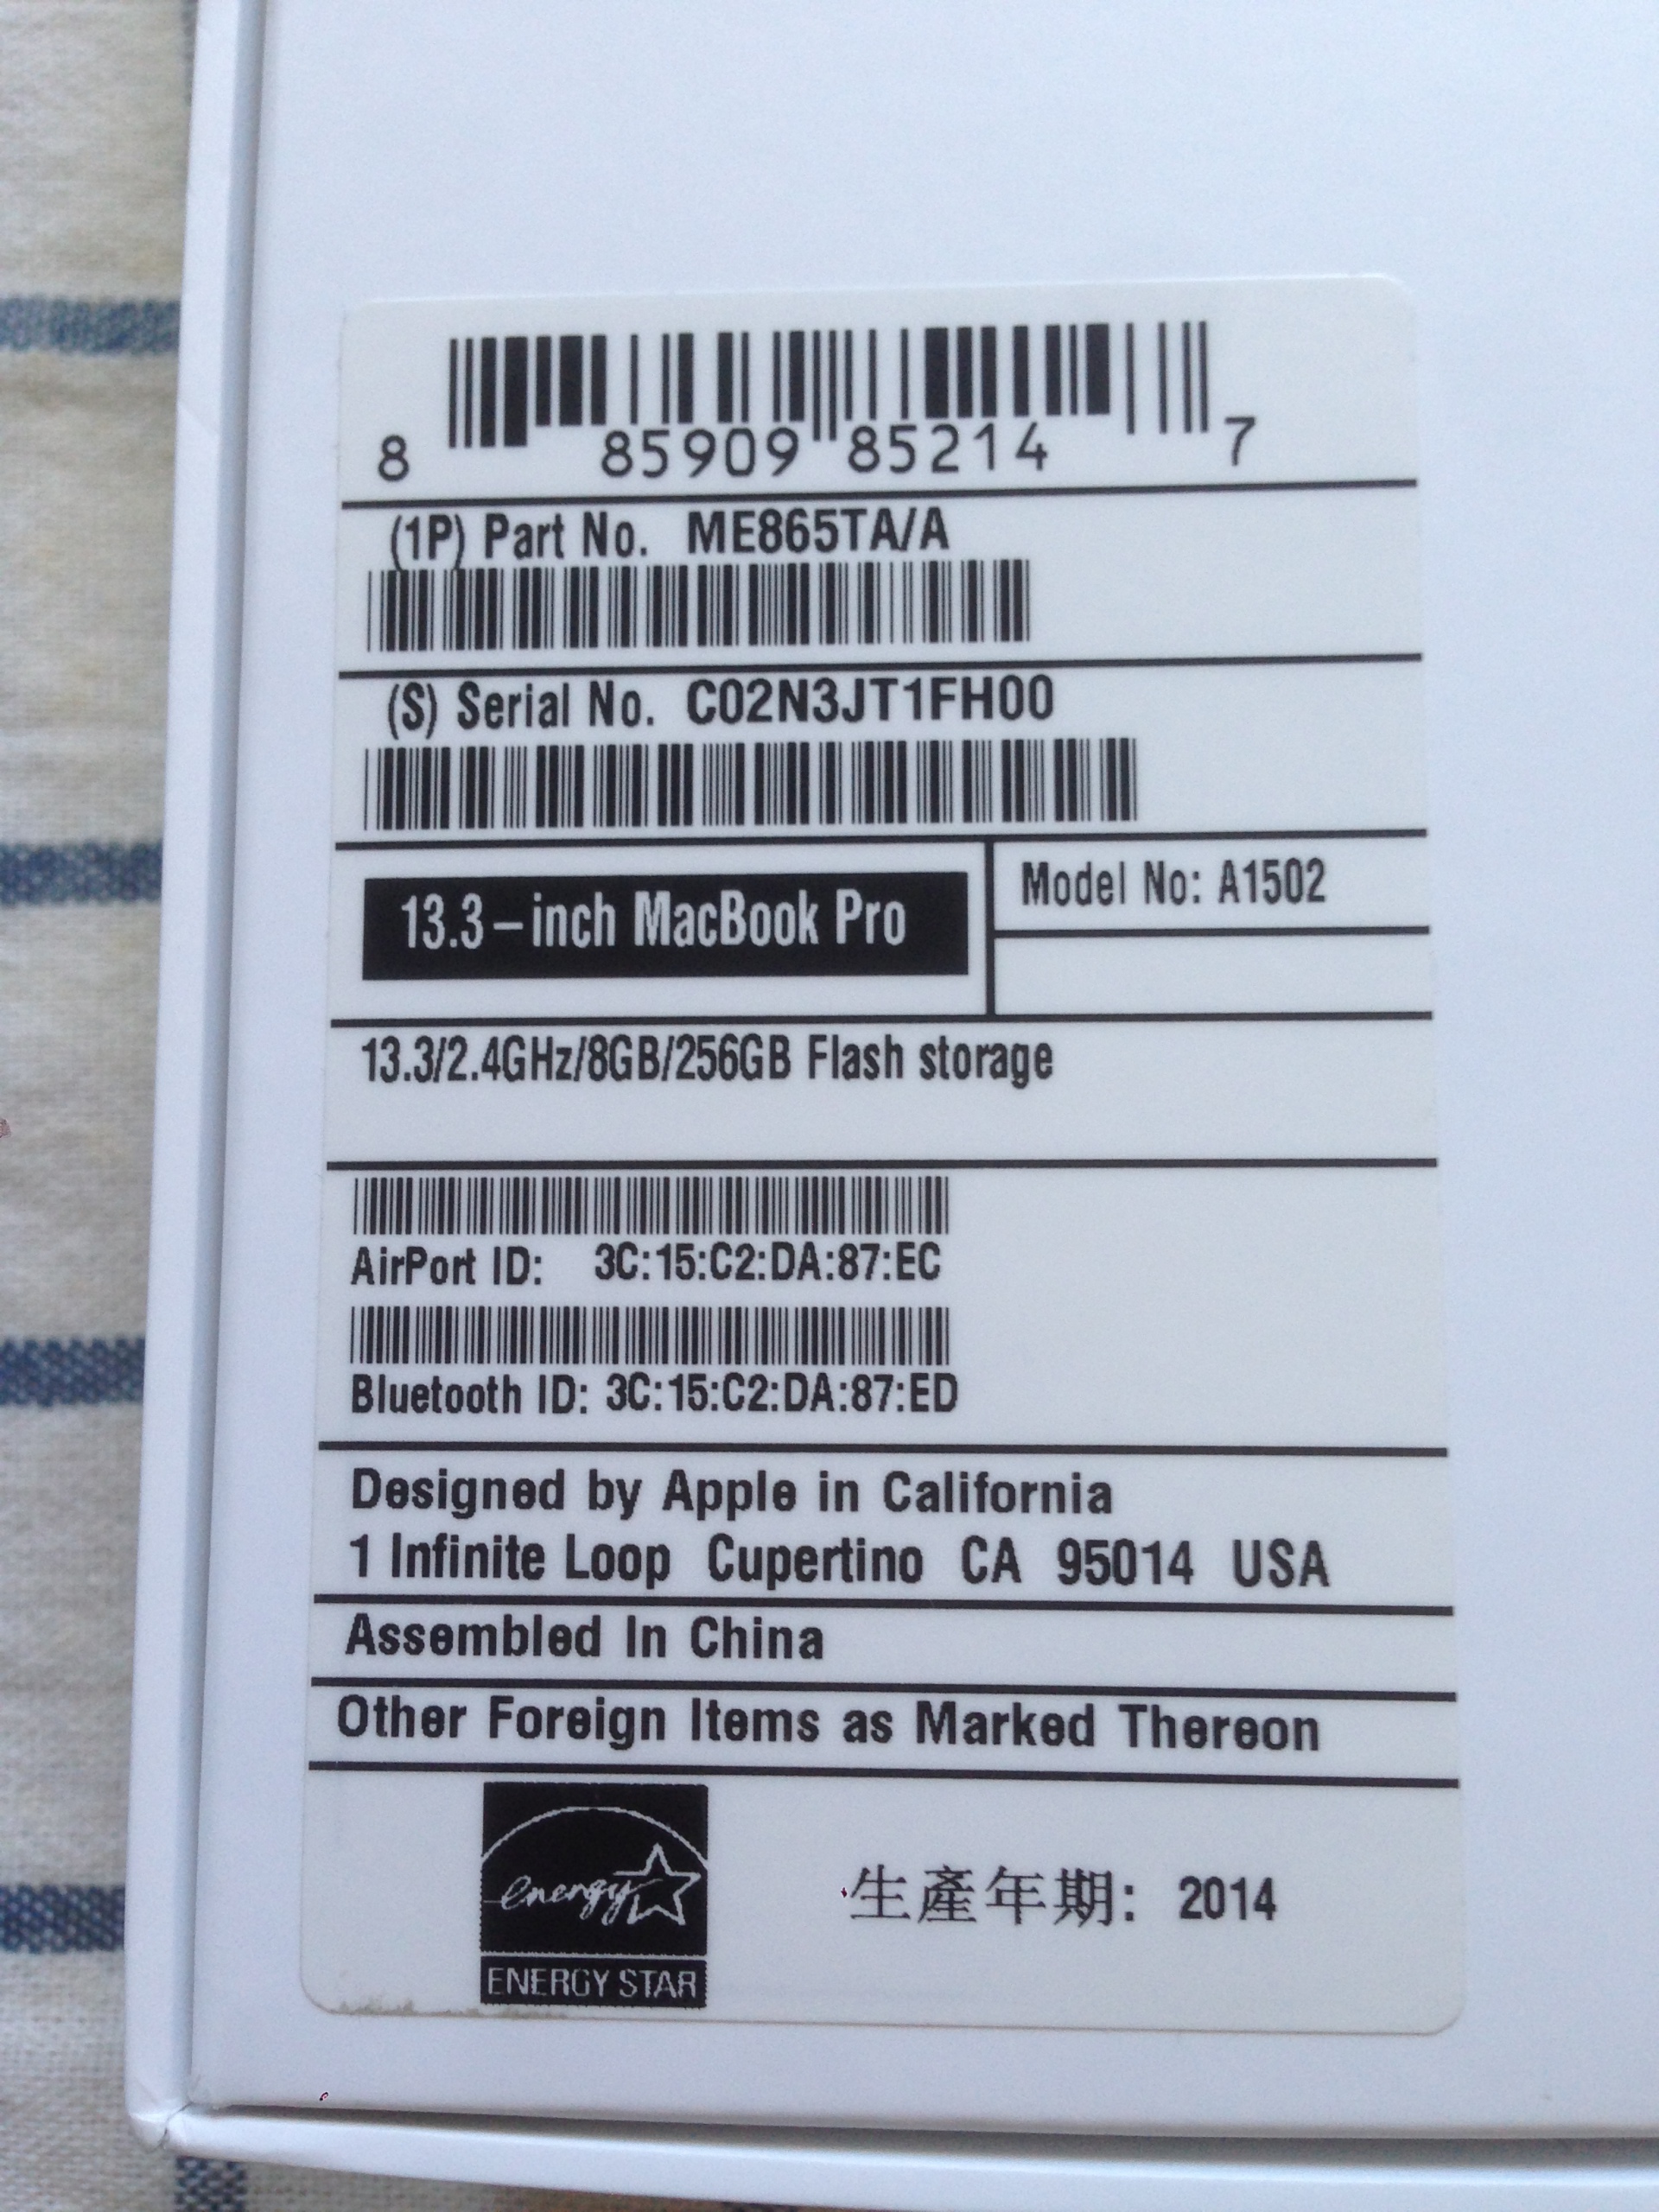 8 85909 85214 7
(1P) Part No. ME865TA/A
(S) Serial No. C02N3JT1FH00
13.3-inch MacBook Pro
Model No: A1502
13.3/2.4GHz/8GB/256GB Flash storage
AirPort ID: 3C:15:C2:DA:87:EC
Bluetooth ID: 3C:15:C2:DA:87:ED
Designed by Apple in California
1 Infinite Loop Cupertino CA 95014 USA
Assembled In China
Other Foreign Items as Marked Thereon
energy
ENERGY STAR
生產年期: 2014